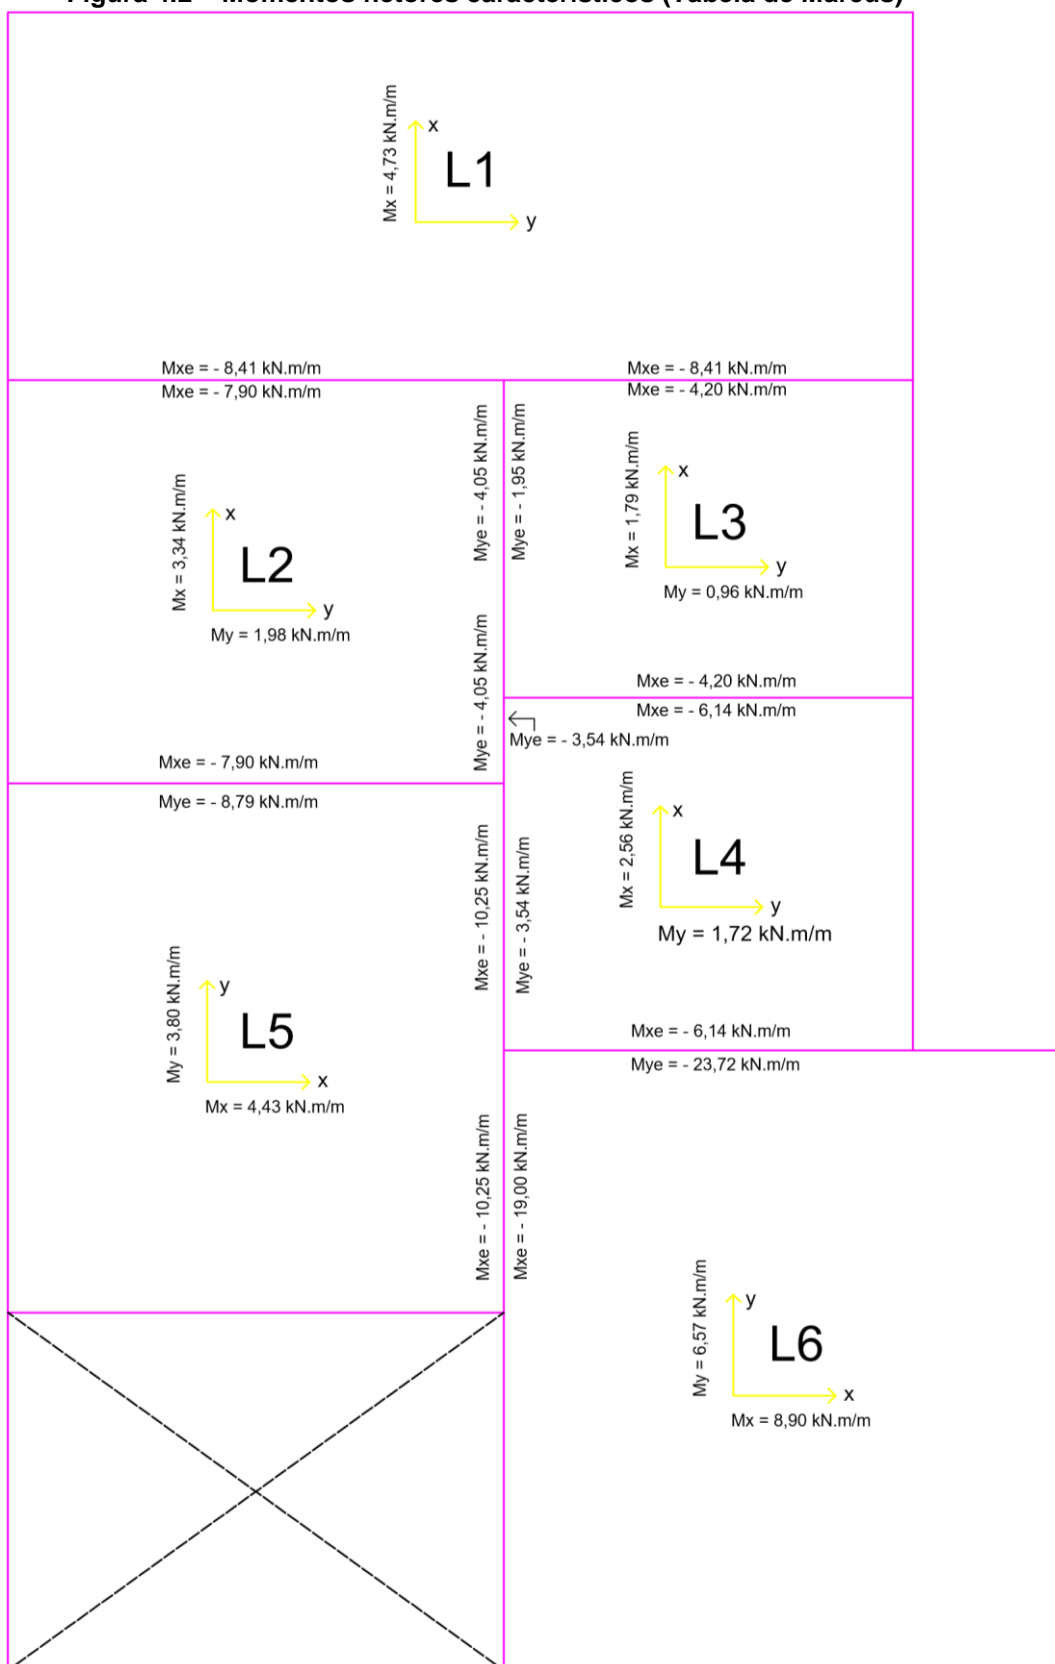 Figura 4.2 – Momentos fletores característicos (Tabela de Marcus)
Mx = 4,73 kN.m/m
x
L1
y
Mxe = - 8,41 kN.m/m
Mxe = - 8,41 kN.m/m
Mxe = - 7,90 kN.m/m
Mxe = - 4,20 kN.m/m
Mye = - 4,05 kN.m/m
Mye = - 1,95 kN.m/m
Mx = 1,79 kN.m/m
x
L3
y
My = 0,96 kN.m/m
Mx = 3,34 kN.m/m
x
L2
y
My = 1,98 kN.m/m
Mye = - 4,05 kN.m/m
Mxe = - 4,20 kN.m/m
Mxe = - 6,14 kN.m/m
Mye = - 3,54 kN.m/m
Mxe = - 7,90 kN.m/m
Mye = - 8,79 kN.m/m
Mx = 2,56 kN.m/m
x
L4
y
My = 1,72 kN.m/m
Mxe = - 10,25 kN.m/m
Mye = - 3,54 kN.m/m
My = 3,80 kN.m/m
y
L5
x
Mx = 4,43 kN.m/m
Mxe = - 6,14 kN.m/m
Mye = - 23,72 kN.m/m
Mxe = - 10,25 kN.m/m
Mxe = - 19,00 kN.m/m
My = 6,57 kN.m/m
y
L6
x
Mx = 8,90 kN.m/m